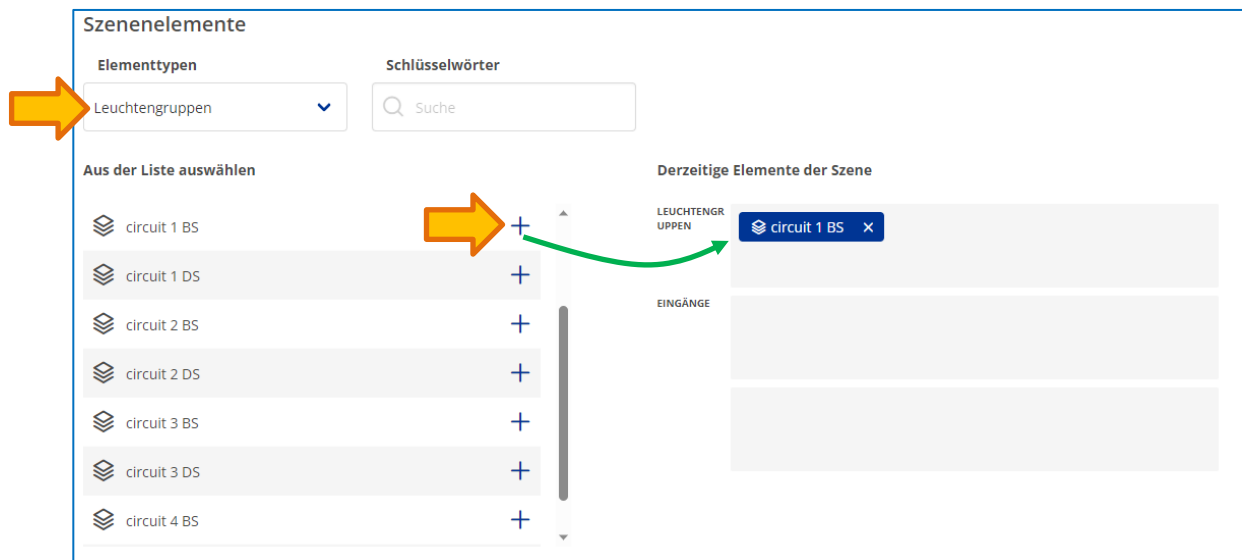 Szenenelemente
Elementtypen
Schlüsselwörter
Leuchtengruppen
Suche
Aus der Liste auswählen
Derzeitige Elemente der Szene
circuit 1 BS
circuit 1 DS
circuit 2 BS
circuit 2 DS
circuit 3 BS
circuit 3 DS
circuit 4 BS
LEUCHTENGR
UPPEN
circuit 1 BS
EINGÄNGE